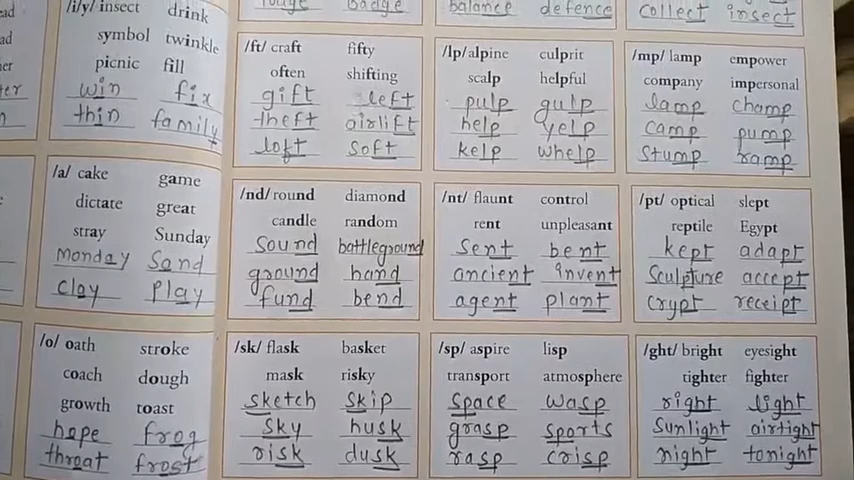 /i/y/ insect drink
symbol twinkle
picnic fill
win fix
thin family
/a/ cake game
dictate great
stray Sunday
Monday Sand
clay Play
/o/ oath stroke
coach dough
growth toast
hope frog
throat frost
badge
/ft/ craft fifty
often shifting
gift left
theft airlift
loft soft
/nd/ round diamond
candle random
sound battleground
ground hand
fund bend
/sk/ flask basket
mask risky
sketch skip
sky husk
risk dusk
balance defence
/lp/ alpine culprit
scalp helpful
pulp gulp
help yelp
kelp whelp
/nt/ flaunt control
rent unpleasant
sent bent
ancient invent
agent plant
/sp/ aspire lisp
transport atmosphere
space wasp
grasp sports
rasp crisp
collect insect
/mp/ lamp empower
company impersonal
lamp champ
camp pump
stump ramp
/pt/ optical slept
reptile Egypt
kept adapt
Sculpture accept
crypt receipt
/ght/ bright eyesight
tighter fighter
right light
Sunlight airtight
night tonight